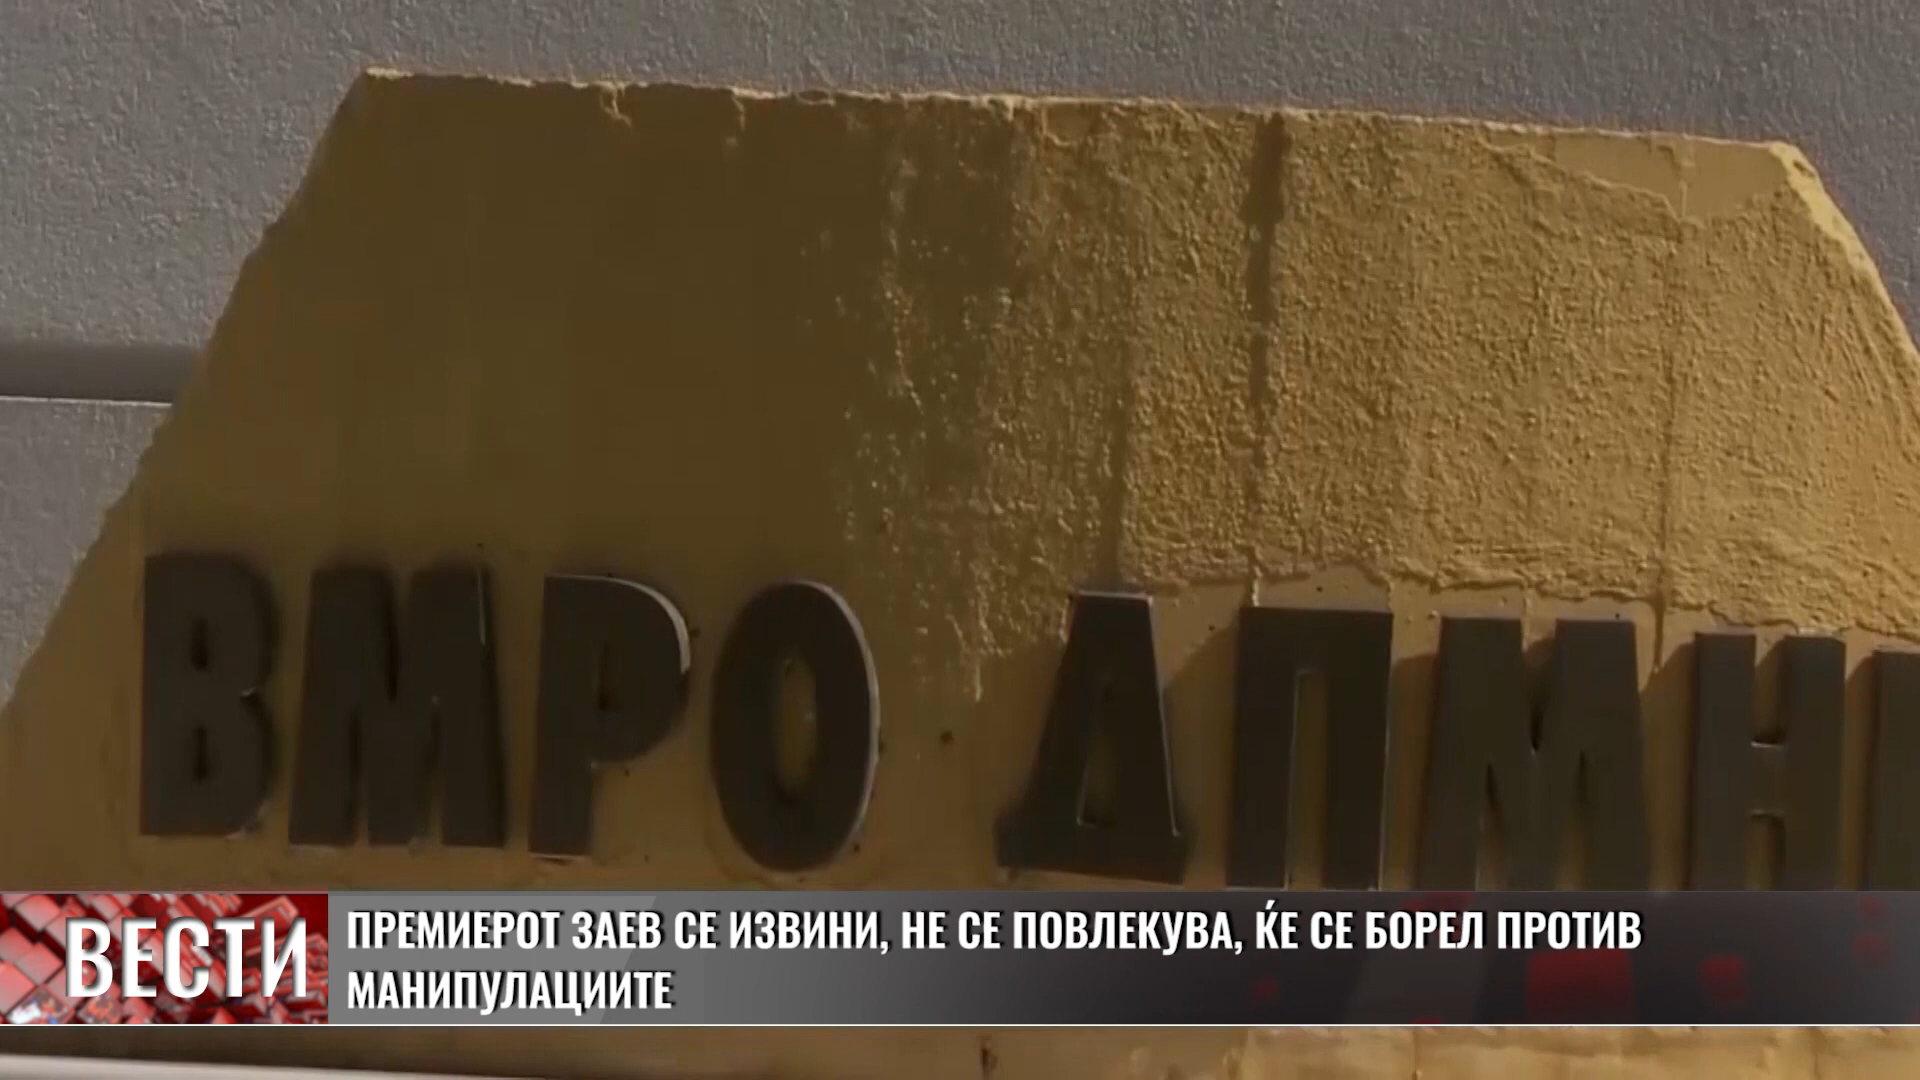 ВМРО ДПМН
ВЕСТИ
ПРЕМИЕРОТ ЗАЕВ СЕ ИЗВИНИ, НЕ СЕ ПОВЛЕКУВА, ЌЕ СЕ БОРЕЛ ПРОТИВ
МАНИПУЛАЦИИТЕ